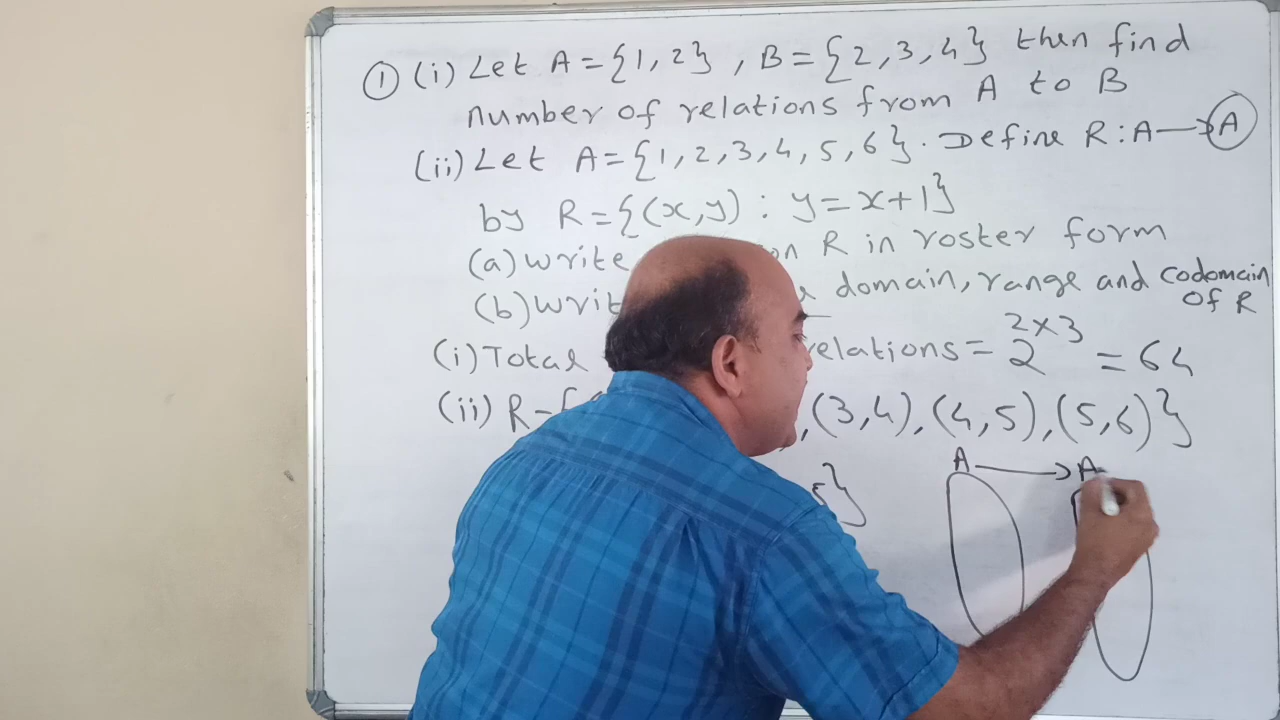 ① (i) Let A = {1, 2} , B = {2, 3, 4} then find
number of relations from A to B
(ii) Let A = {1, 2, 3, 4, 5, 6}. Define R : A → A
by R = {(x, y) : y = x + 1}
(a) write on R in roster form
(b) domain, range and codomain
of R
(i) Total relations = 2^{2×3} = 64
(ii) R = { , (3, 4), (4, 5), (5, 6)}
A → A
5}